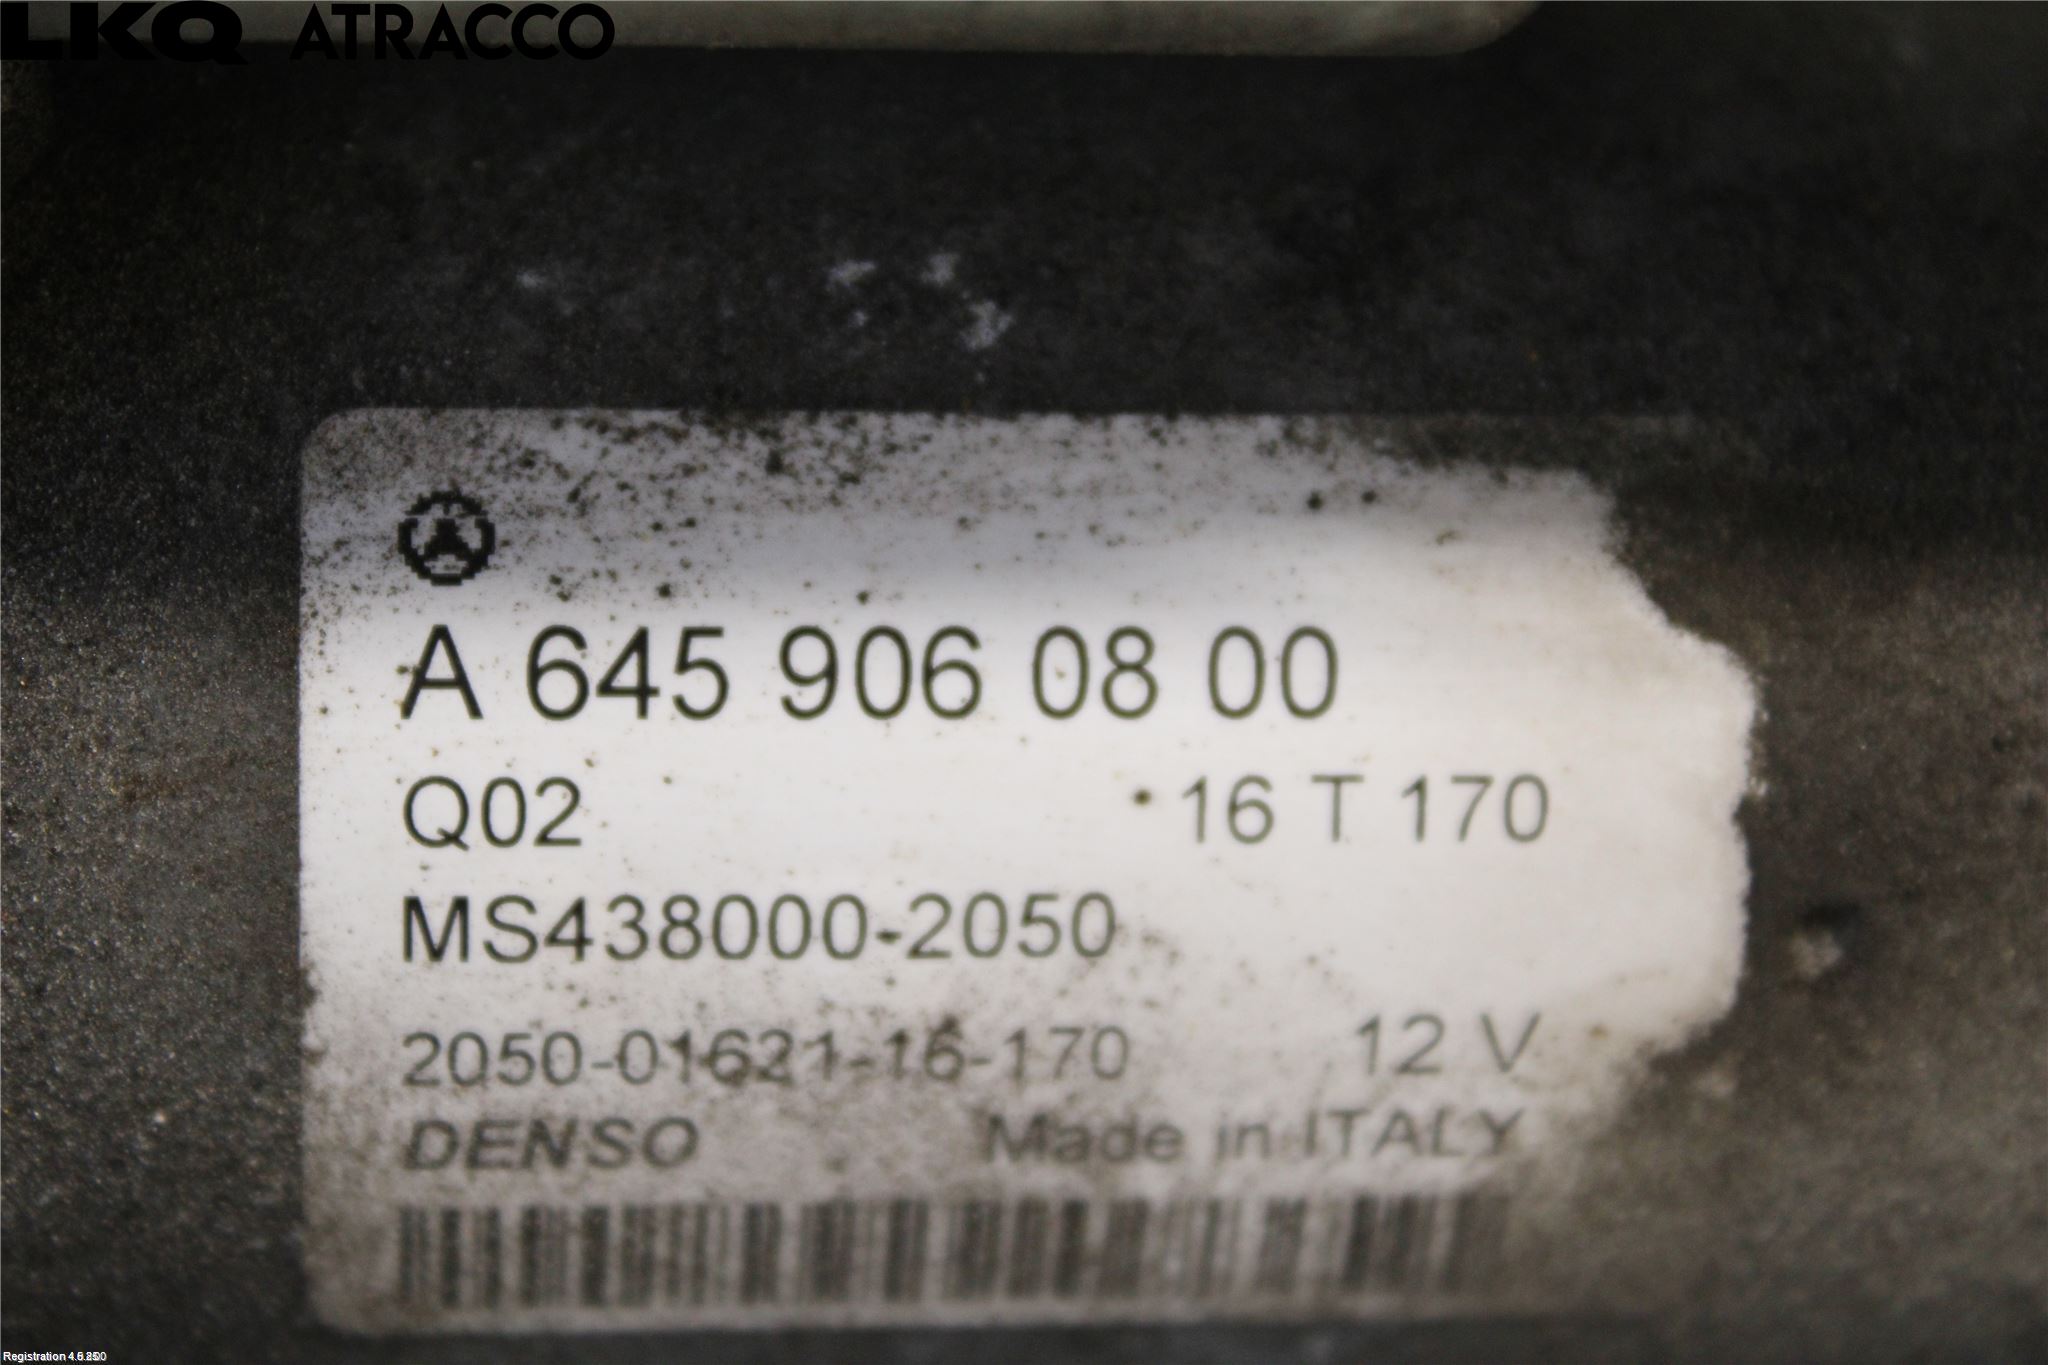 LKQ ATRACCO
A 645 906 08 00
Q02 16 T 170
MS438000-2050
2050-01621-16-170 12 V
DENSO Made in ITALY
Registration